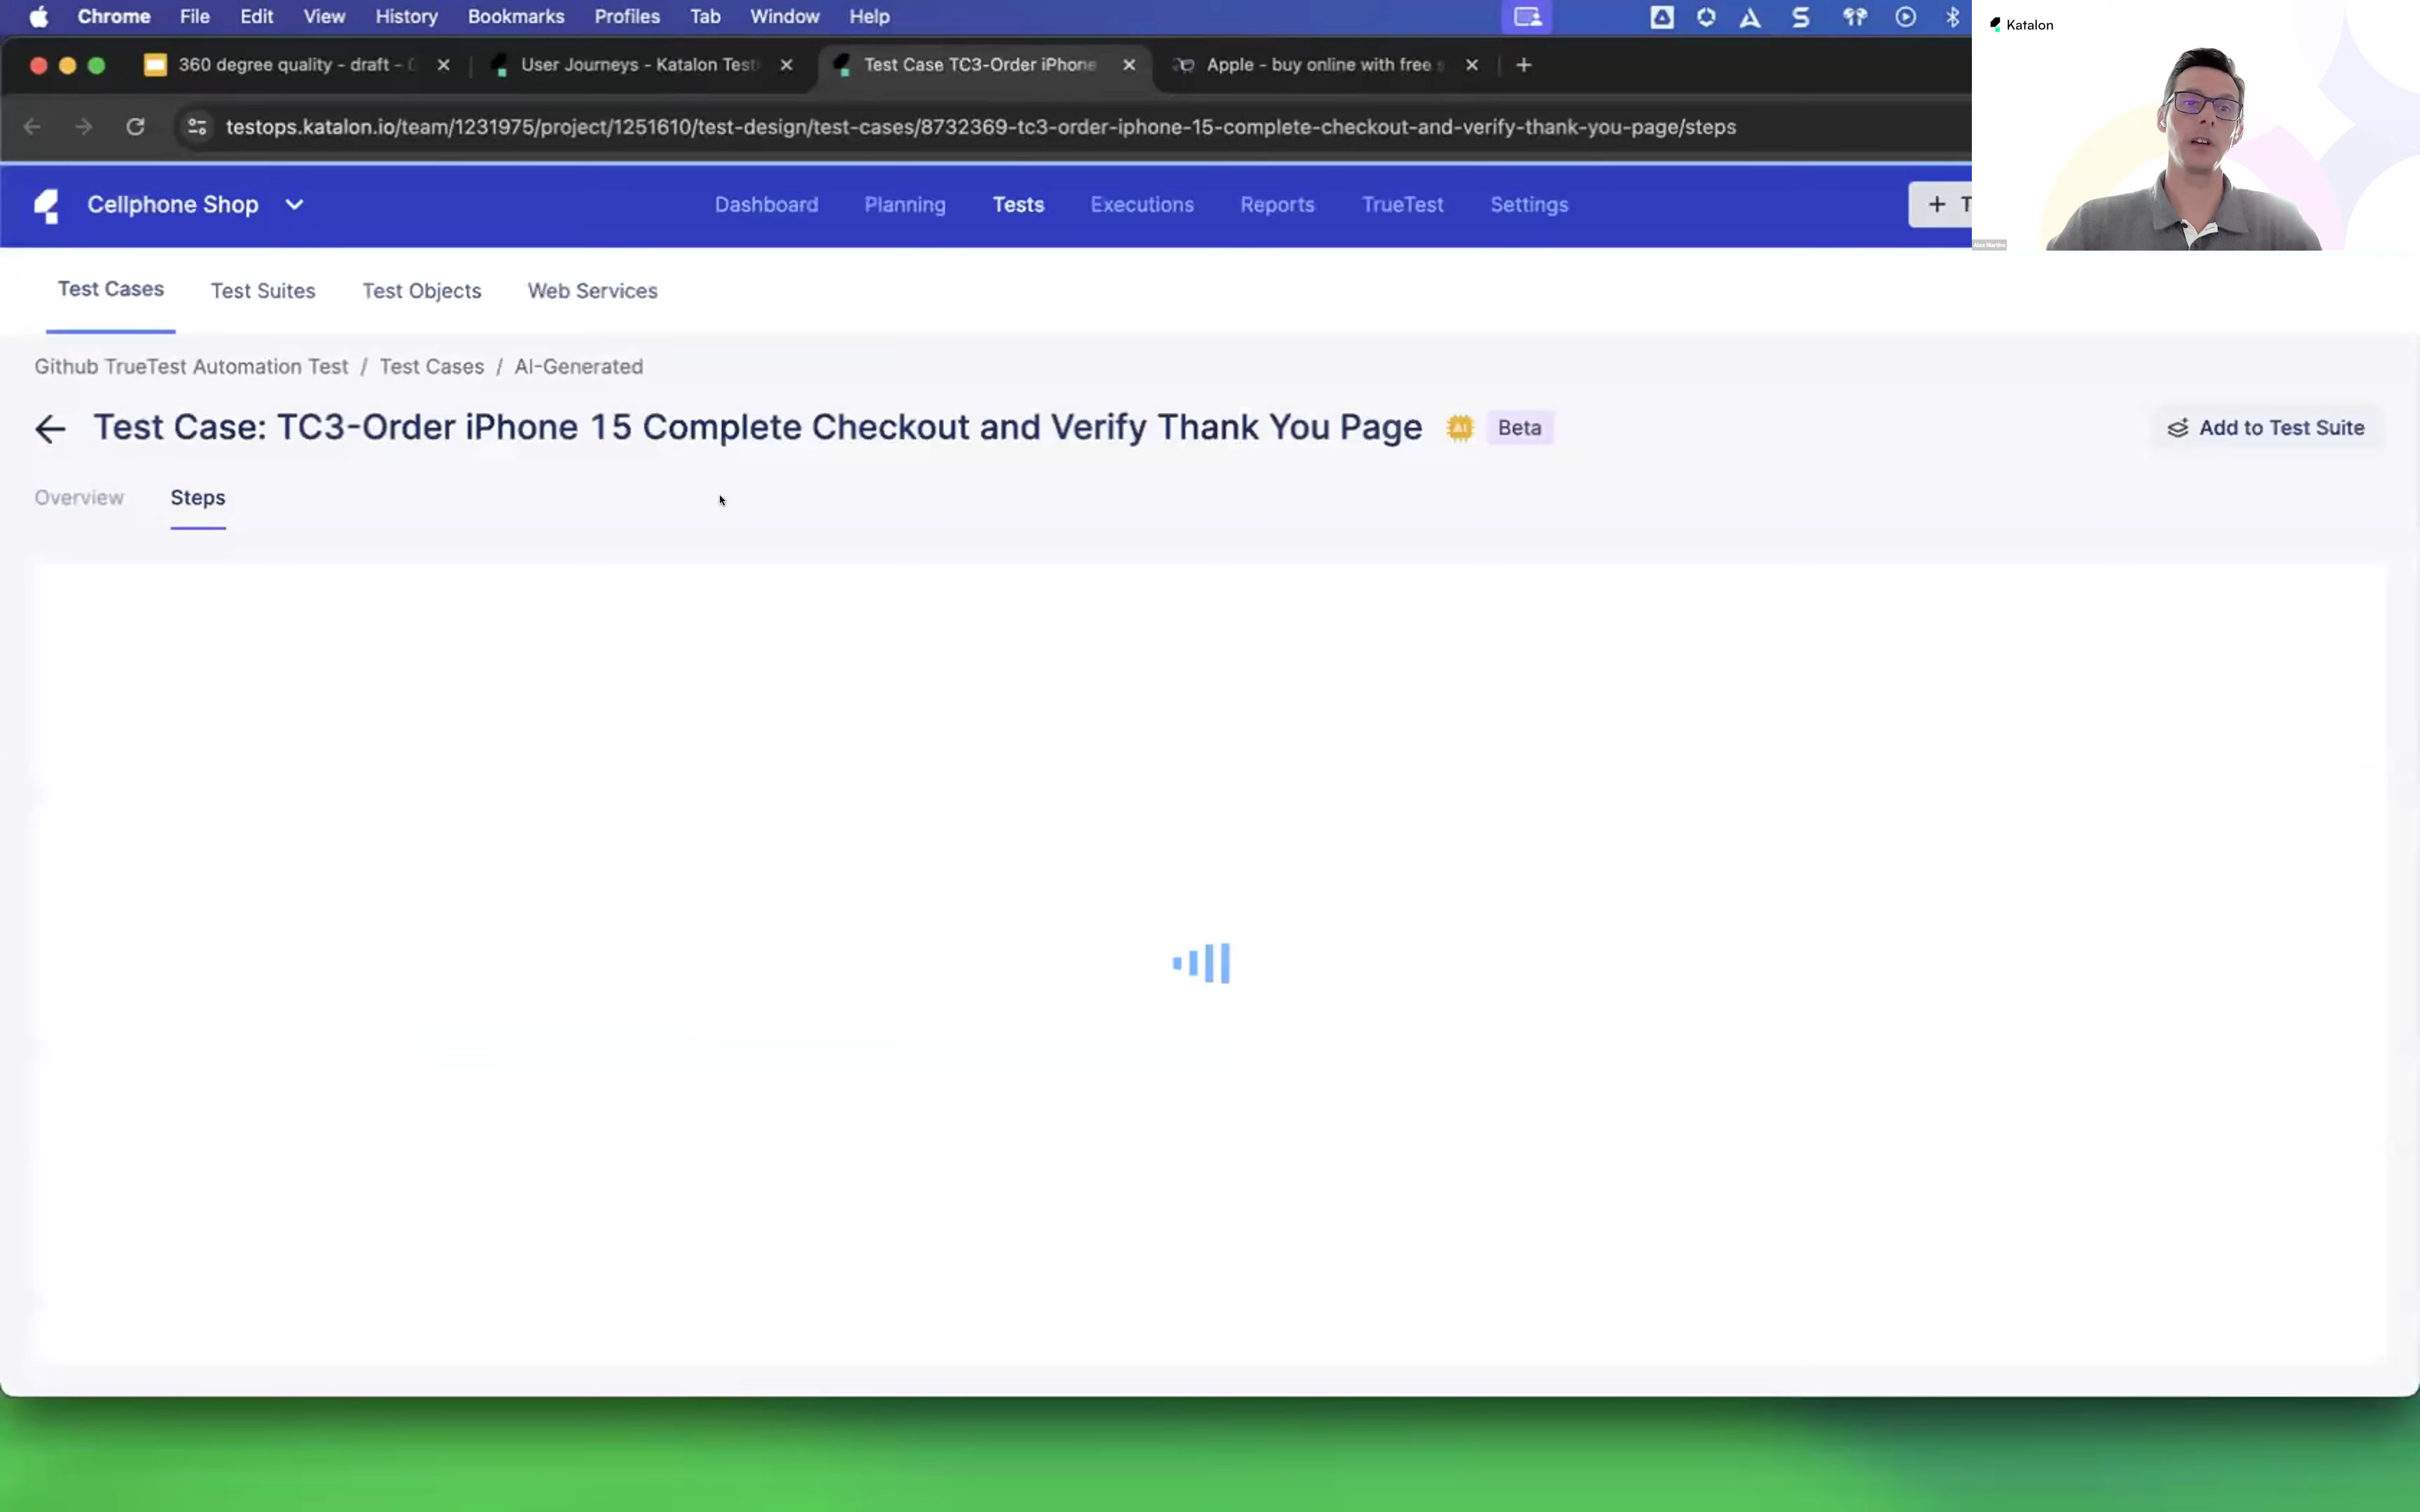 Chrome File Edit View History Bookmarks Profiles Tab Window Help
Katalon
360 degree quality - draft -
User Journeys - Katalon Test
Test Case TC3-Order iPhone
Apple - buy online with free s
testops.katalon.io/team/1231975/project/1251610/test-design/test-cases/8732369-tc3-order-iphone-15-complete-checkout-and-verify-thank-you-page/steps
Cellphone Shop
Dashboard Planning Tests Executions Reports TrueTest Settings
+ T
Alex Martins
Test Cases Test Suites Test Objects Web Services
Github TrueTest Automation Test / Test Cases / AI-Generated
Test Case: TC3-Order iPhone 15 Complete Checkout and Verify Thank You Page AI Beta
Add to Test Suite
Overview Steps